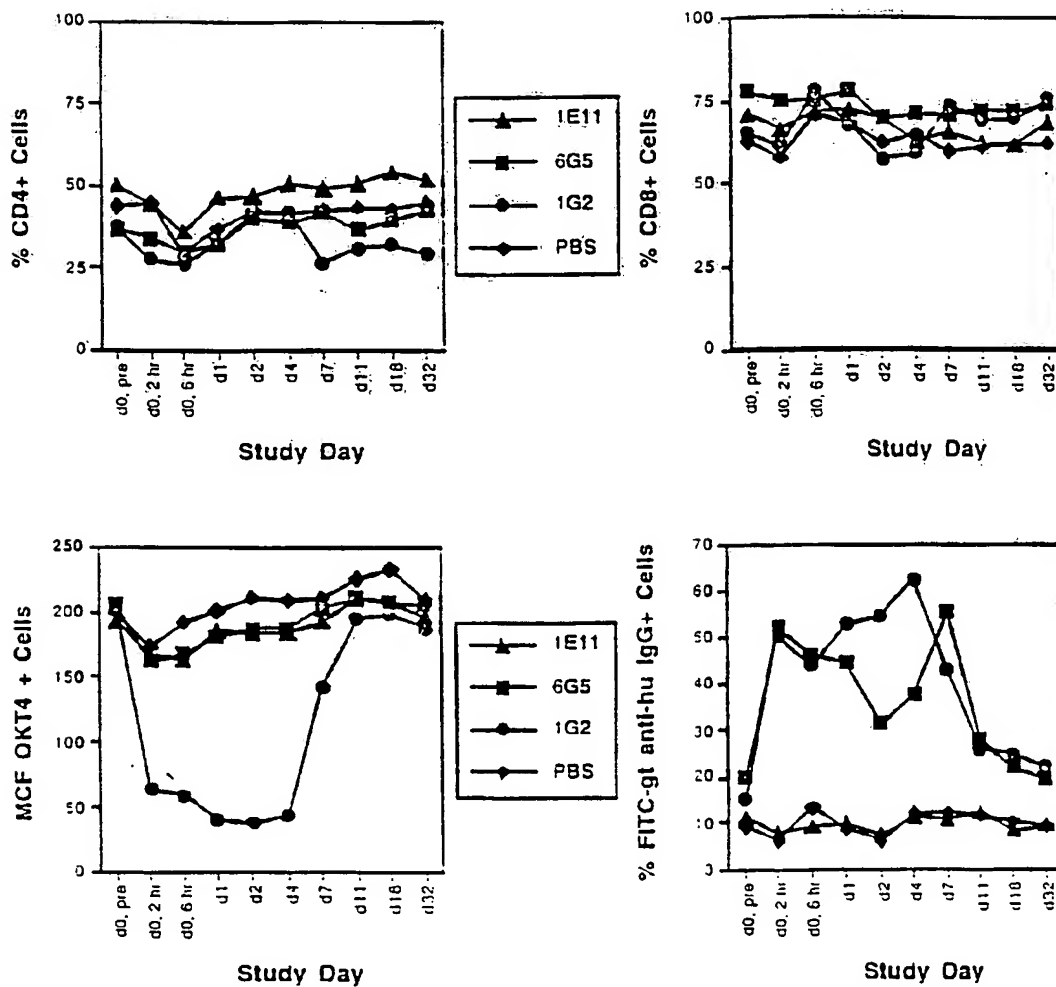 % CD4+ Cells
100
75
50
25
0
d0, pre
d0, 2 hr
d0, 6 hr
d1
d2
d4
d7
d11
d18
d32
Study Day
1E11
6G5
1G2
PBS
% CD8+ Cells
100
75
50
25
0
d0, pre
d0, 2 hr
d0, 6 hr
d1
d2
d4
d7
d11
d18
d32
Study Day
MCF OKT4 + Cells
250
200
150
100
50
0
d0, pre
d0, 2 hr
d0, 6 hr
d1
d2
d4
d7
d11
d18
d32
Study Day
1E11
6G5
1G2
PBS
% FITC-gt anti-hu IgG+ Cells
70
60
50
40
30
20
10
0
d0, pre
d0, 2 hr
d0, 6 hr
d1
d2
d4
d7
d11
d18
d32
Study Day